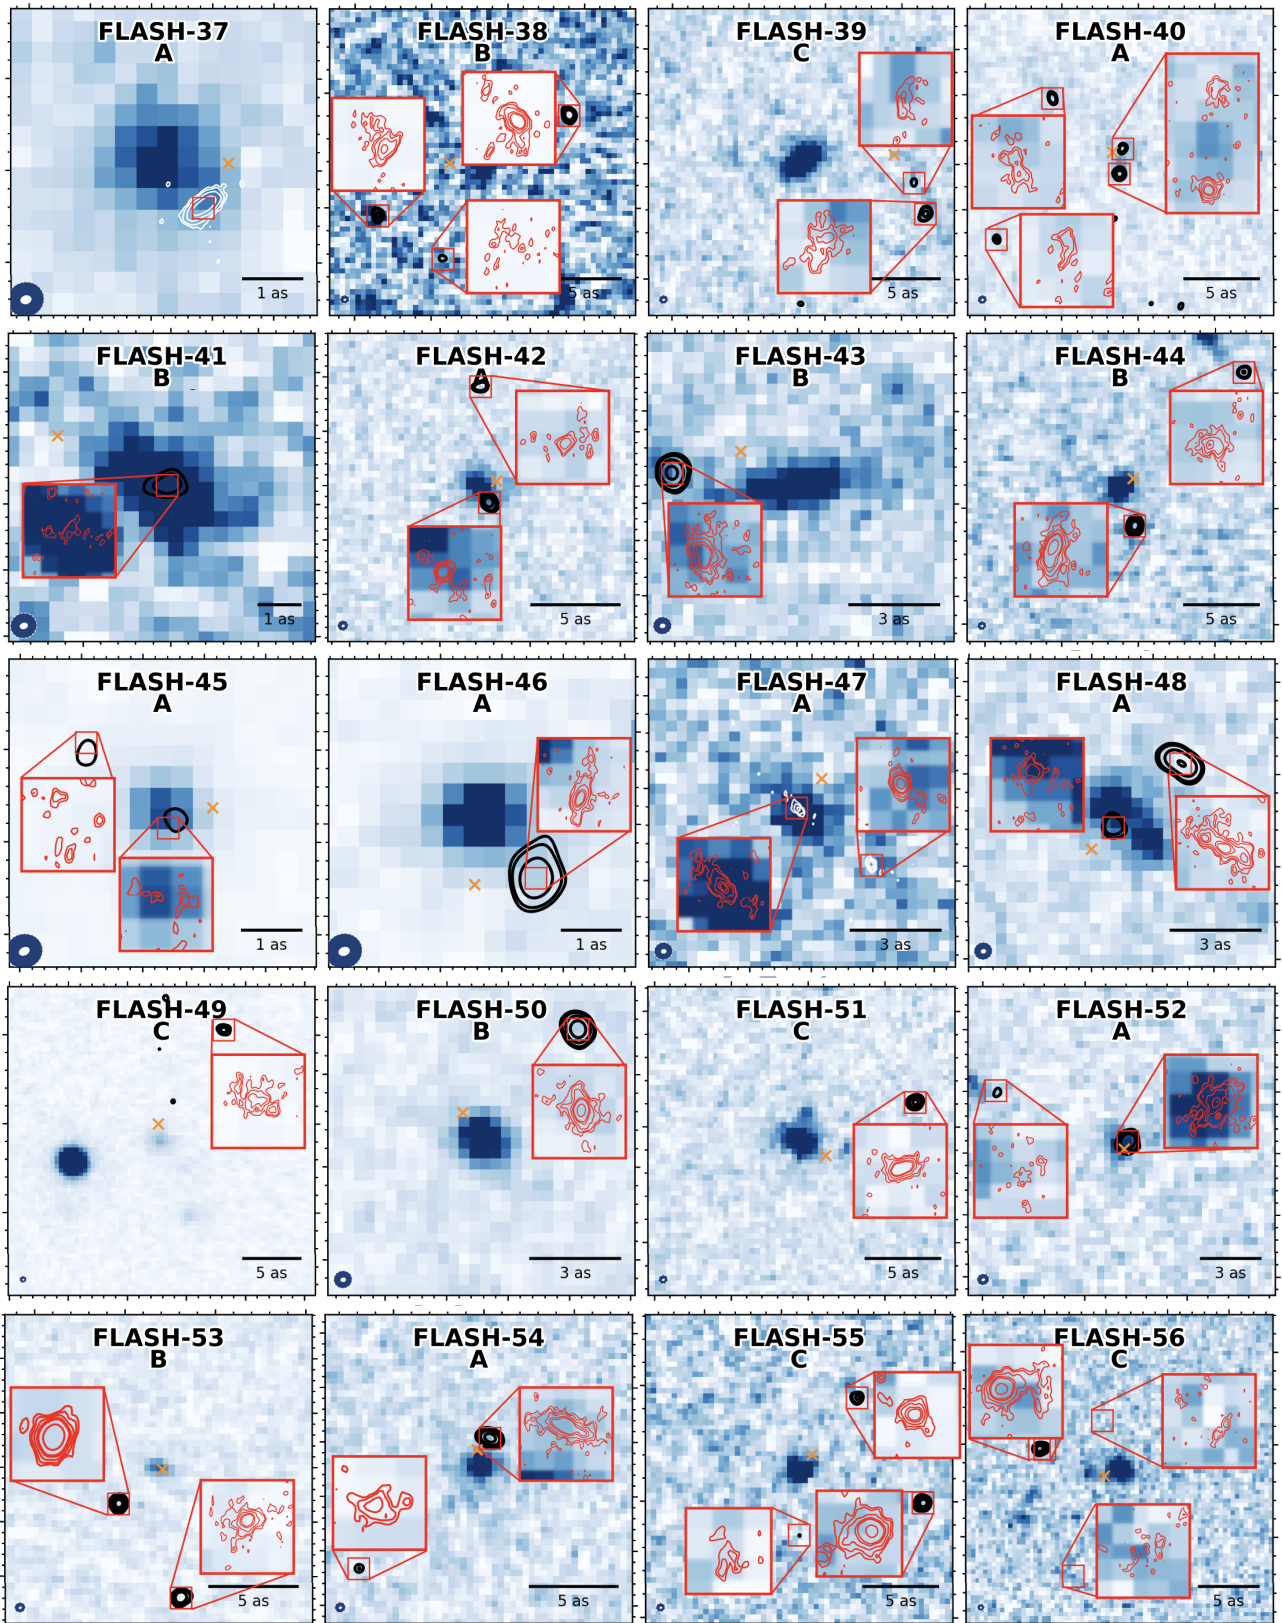 FLASH-37
A
1 as
FLASH-38
B
5 as
FLASH-39
C
5 as
FLASH-40
A
5 as
FLASH-41
B
1 as
FLASH-42
A
5 as
FLASH-43
B
3 as
FLASH-44
B
5 as
FLASH-45
A
1 as
FLASH-46
A
1 as
FLASH-47
A
3 as
FLASH-48
A
3 as
FLASH-49
C
5 as
FLASH-50
B
3 as
FLASH-51
C
5 as
FLASH-52
A
3 as
FLASH-53
B
5 as
FLASH-54
A
5 as
FLASH-55
C
5 as
FLASH-56
C
5 as